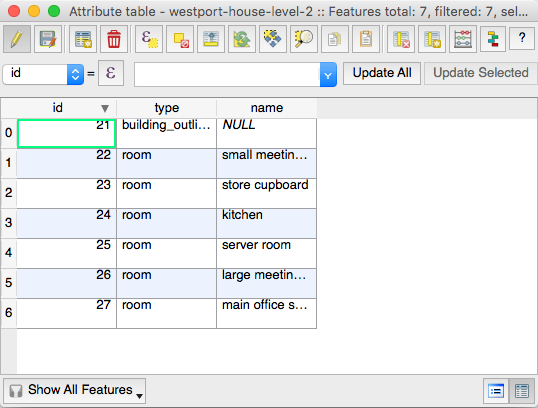 Attribute table - westport-house-level-2 :: Features total: 7, filtered: 7, sel...
?
id = ε Update All Update Selected
id type name
0 21 building_outli... NULL
1 22 room small meetin...
2 23 room store cupboard
3 24 room kitchen
4 25 room server room
5 26 room large meetin...
6 27 room main office s...
Show All Features